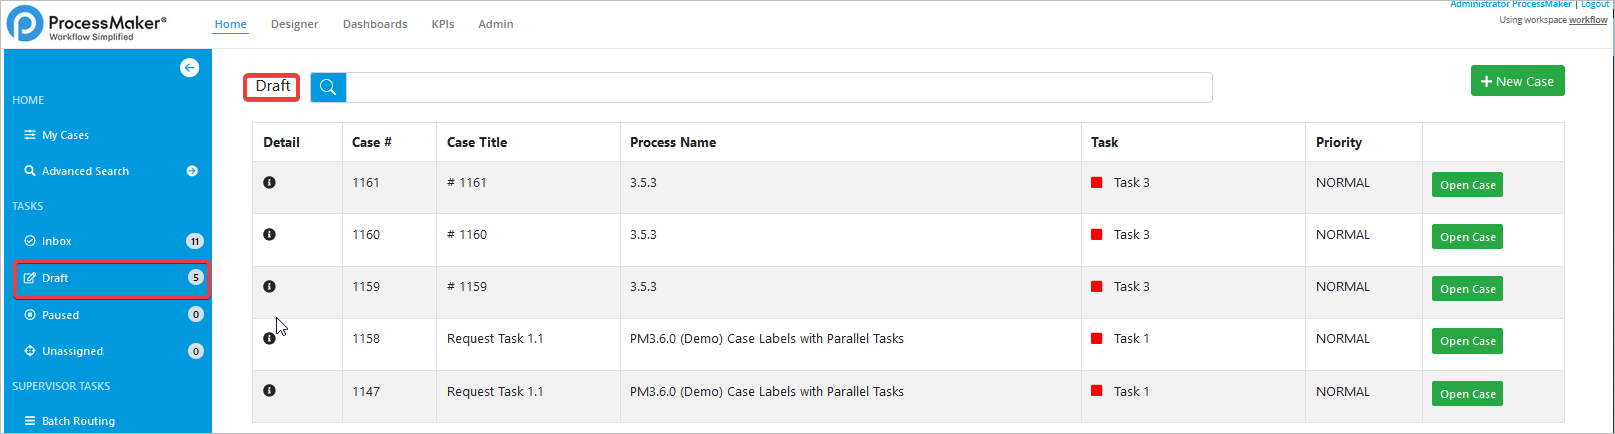 Administrator ProcessMaker | Logout
ProcessMaker®
Workflow Simplified
Home Designer Dashboards KPIs Admin
Using workspace workflow
HOME
My Cases
Advanced Search
TASKS
Inbox 11
Draft 5
Paused 0
Unassigned 0
SUPERVISOR TASKS
Batch Routing
Draft
+ New Case
Detail Case # Case Title Process Name Task Priority
1161 # 1161 3.5.3 Task 3 NORMAL Open Case
1160 # 1160 3.5.3 Task 3 NORMAL Open Case
1159 # 1159 3.5.3 Task 3 NORMAL Open Case
1158 Request Task 1.1 PM3.6.0 (Demo) Case Labels with Parallel Tasks Task 1 NORMAL Open Case
1147 Request Task 1.1 PM3.6.0 (Demo) Case Labels with Parallel Tasks Task 1 NORMAL Open Case